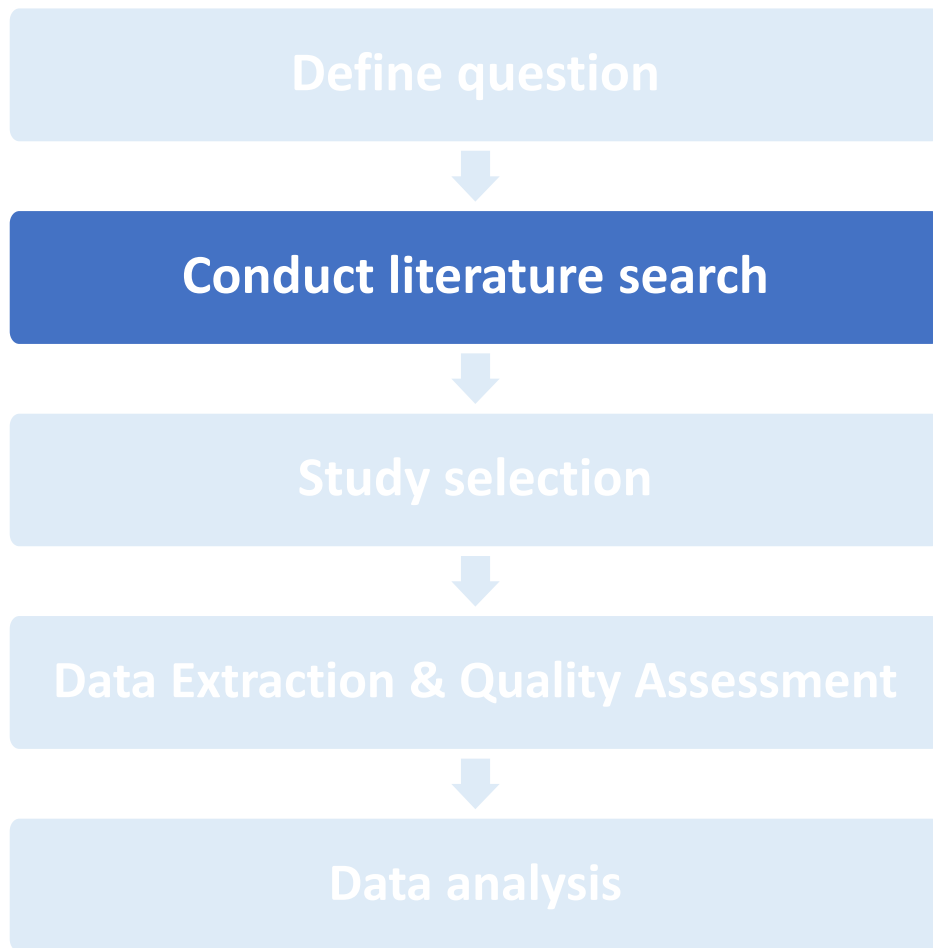 Define question
Conduct literature search
Study selection
Data Extraction & Quality Assessment
Data analysis